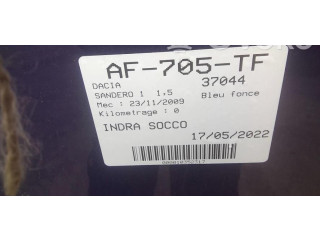 AF-705-TF
DACIA 37044
SANDERO 1 1,5 Bleu fonce
Mec : 23/11/2009
Kilometrage : 0
INDRA SOCCO
17/05/2022